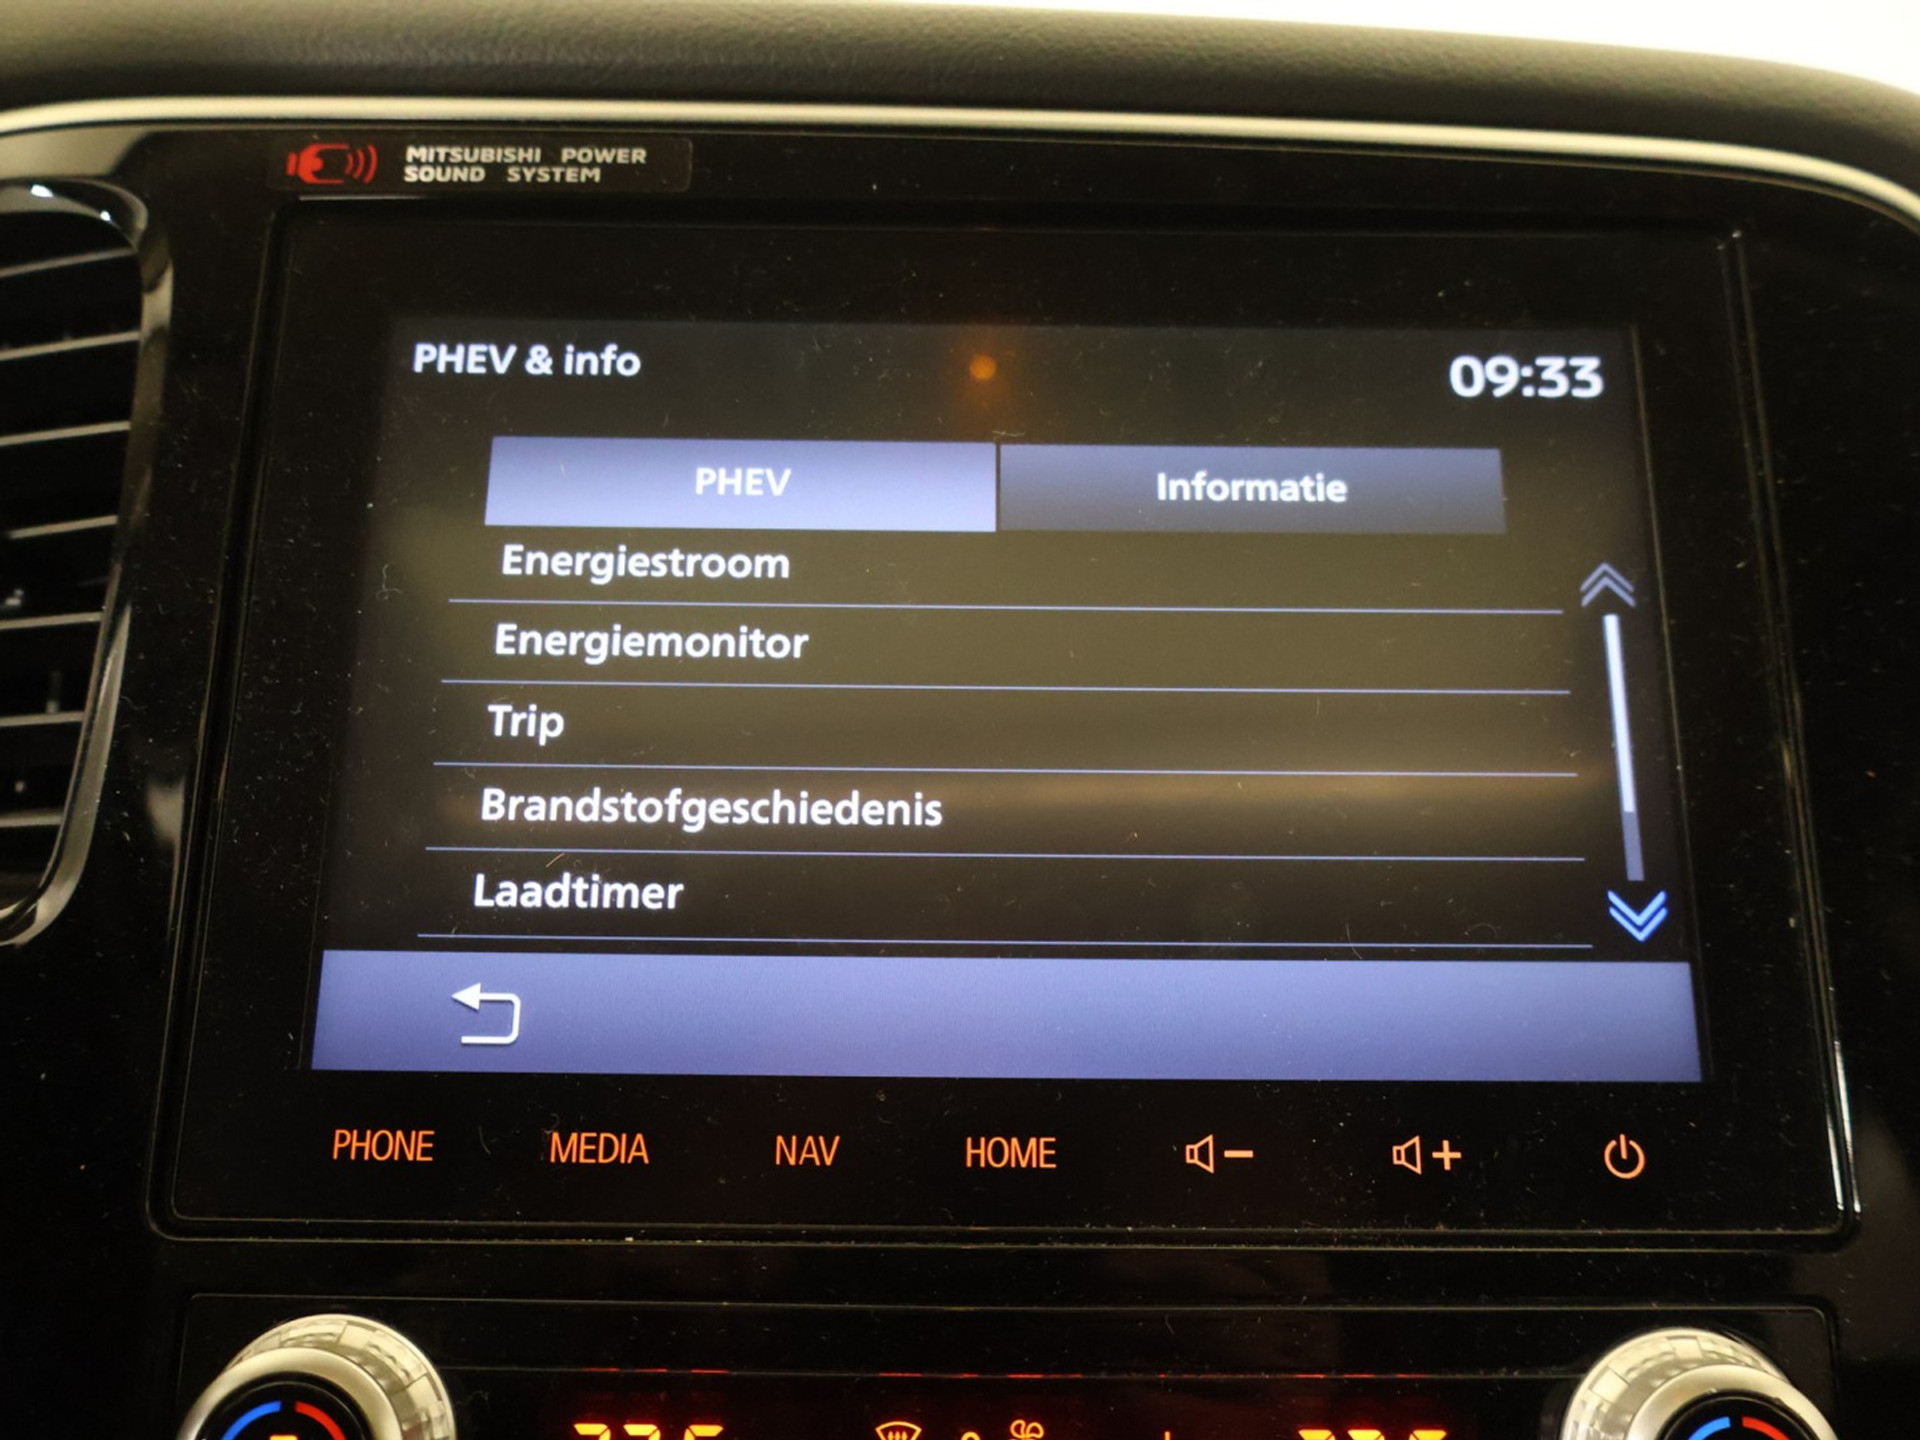 MITSUBISHI POWER
SOUND SYSTEM
PHEV & info
09:33
PHEV
Informatie
Energiestroom
Energiemonitor
Trip
Brandstofgeschiedenis
Laadtimer
PHONE MEDIA NAV HOME